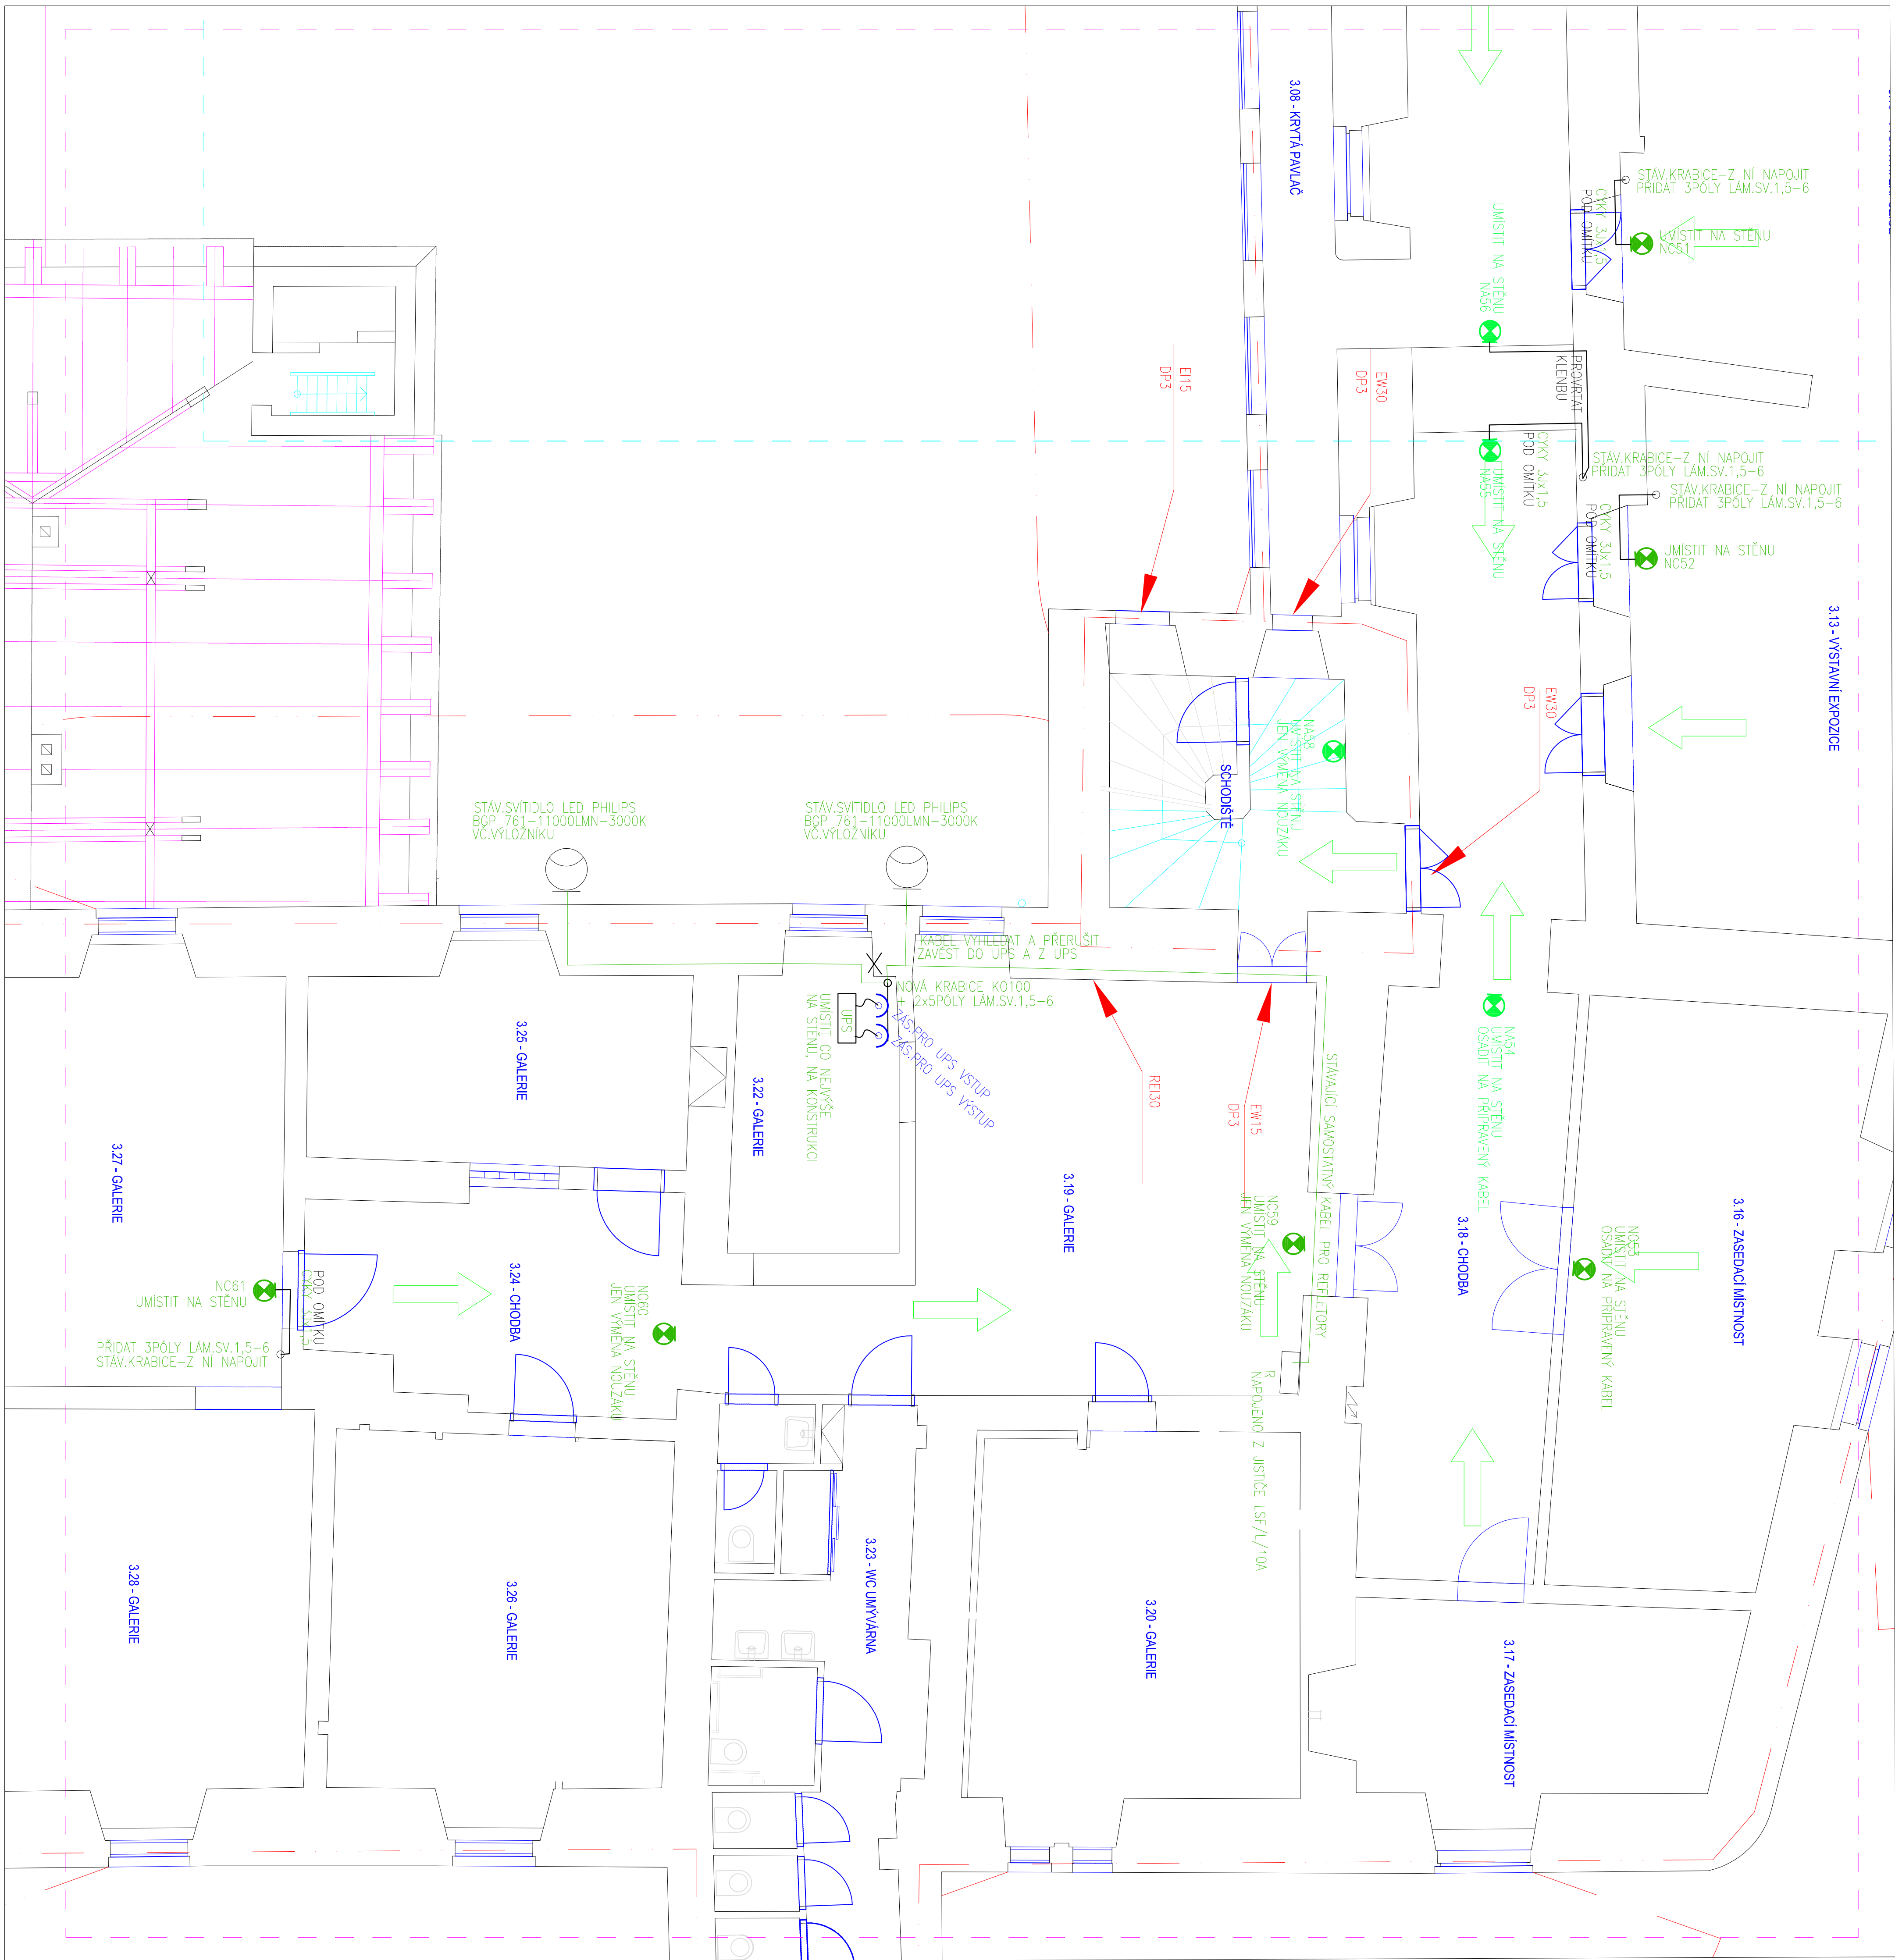 3.08 - KRYTÁ PAVLAČ
STÁV.KRABICE-Z NÍ NAPOJIT
PŘIDAT 3PÓLY LÁM.SV.1,5-6
CYKY 3Jx1,5
POD OMÍTKU
UMÍSTIT NA STĚNU
NC51
UMÍSTIT NA STĚNU
NA56
PROVRTAT
KLENBU
EI15
DP3
EW30
DP3
CYKY 3Jx1,5
POD OMÍTKU
STÁV.KRABICE-Z NÍ NAPOJIT
PŘIDAT 3PÓLY LÁM.SV.1,5-6
UMÍSTIT NA STĚNU
NA55
STÁV.KRABICE-Z NÍ NAPOJIT
PŘIDAT 3PÓLY LÁM.SV.1,5-6
CYKY 3Jx1,5
POD OMÍTKU
UMÍSTIT NA STĚNU
NC52
3.13 - VÝSTAVNÍ EXPOZICE
EW30
DP3
NA58
UMÍSTIT NA STĚNU
JEN VÝMĚNA NOUZÁKU
SCHODIŠTĚ
STÁV.SVÍTIDLO LED PHILIPS
BGP 761-11000LMN-3000K
VČ.VÝLOŽNÍKU
STÁV.SVÍTIDLO LED PHILIPS
BGP 761-11000LMN-3000K
VČ.VÝLOŽNÍKU
KABEL VYHLEDAT A PŘERUŠIT
ZAVÉST DO UPS A Z UPS
NOVÁ KRABICE KO100
+ 2x5PÓLY LÁM.SV.1,5-6
UPS
ZÁS.PRO UPS VSTUP
ZÁS.PRO UPS VÝSTUP
UMÍSTIT CO NEJVÝŠE
NA STĚNU, NA KONSTRUKCI
3.25 - GALERIE
3.22 - GALERIE
REI30
EW15
DP3
STÁVAJÍCÍ SAMOSTATNÝ KABEL PRO REFLETORY
NA54
UMÍSTIT NA STĚNU
OSADIT NA PŘIPRAVENÝ KABEL
3.27 - GALERIE
3.19 - GALERIE
NC59
UMÍSTIT NA STĚNU
JEN VÝMĚNA NOUZÁKU
3.18 - CHODBA
NC53
UMÍSTIT NA STĚNU
OSADIT NA PŘIPRAVENÝ KABEL
3.16 - ZASEDACÍ MÍSTNOST
NC61
UMÍSTIT NA STĚNU
POD OMÍTKU
CYKY 3Jx1,5
3.24 - CHODBA
NC60
UMÍSTIT NA STĚNU
JEN VÝMĚNA NOUZÁKU
PŘIDAT 3PÓLY LÁM.SV.1,5-6
STÁV.KRABICE-Z NÍ NAPOJIT
R
NAPOJENO Z JISTIČE LSF/L/10A
3.28 - GALERIE
3.26 - GALERIE
3.23 - WC UMÝVÁRNA
3.20 - GALERIE
3.17 - ZASEDACÍ MÍSTNOST